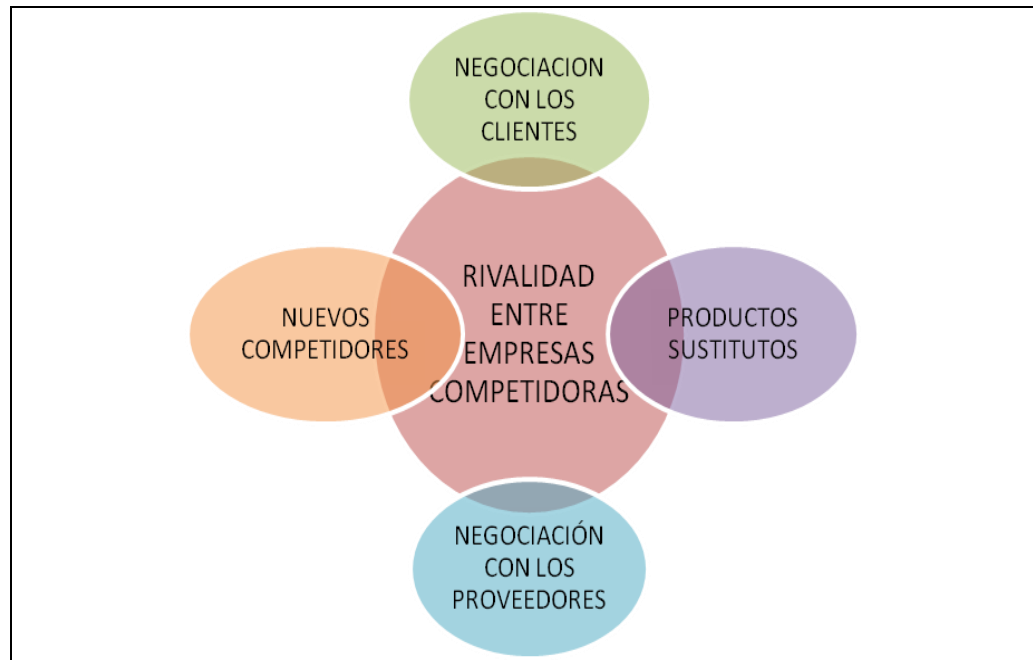 NEGOCIACION
CON LOS
CLIENTES
NUEVOS
COMPETIDORES
RIVALIDAD
ENTRE
EMPRESAS
COMPETIDORAS
PRODUCTOS
SUSTITUTOS
NEGOCIACIÓN
CON LOS
PROVEEDORES